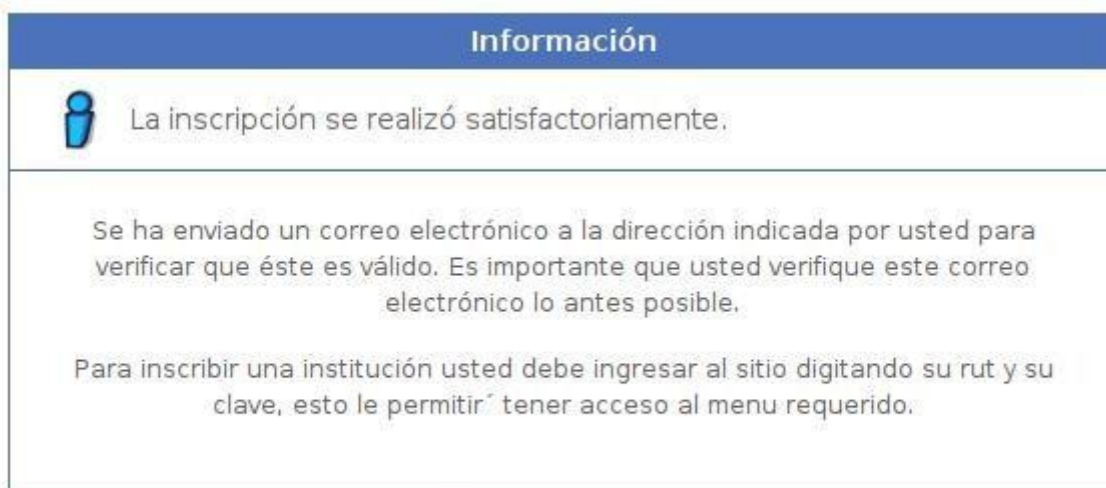 Información
La inscripción se realizó satisfactoriamente.
Se ha enviado un correo electrónico a la dirección indicada por usted para
verificar que éste es válido. Es importante que usted verifique este correo
electrónico lo antes posible.
Para inscribir una institución usted debe ingresar al sitio digitando su rut y su
clave, esto le permitir´ tener acceso al menu requerido.